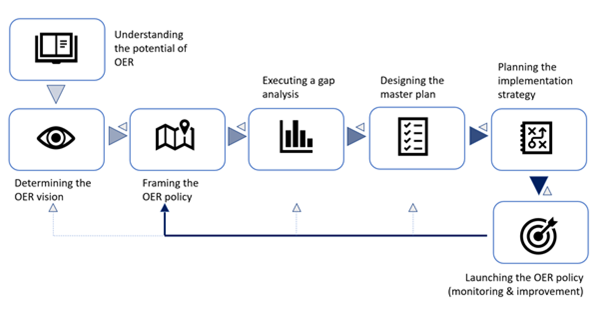 Understanding
the potential of
OER
Determining the
OER vision
Framing the
OER policy
Executing a gap
analysis
Designing the
master plan
Planning the
implementation
strategy
Launching the OER policy
(monitoring & improvement)